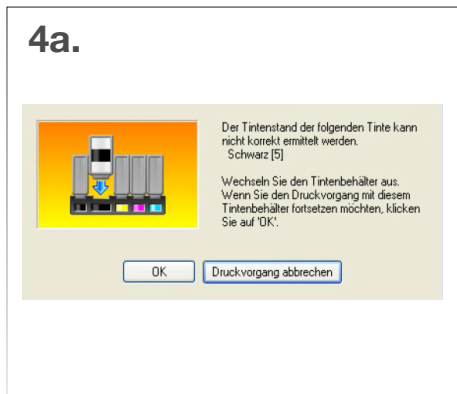 4a.
Der Tintenstand der folgenden Tinte kann
nicht korrekt ermittelt werden.
Schwarz [5]
Wechseln Sie den Tintenbehälter aus.
Wenn Sie den Druckvorgang mit diesem
Tintenbehälter fortsetzen möchten, klicken
Sie auf 'OK'.
OK
Druckvorgang abbrechen